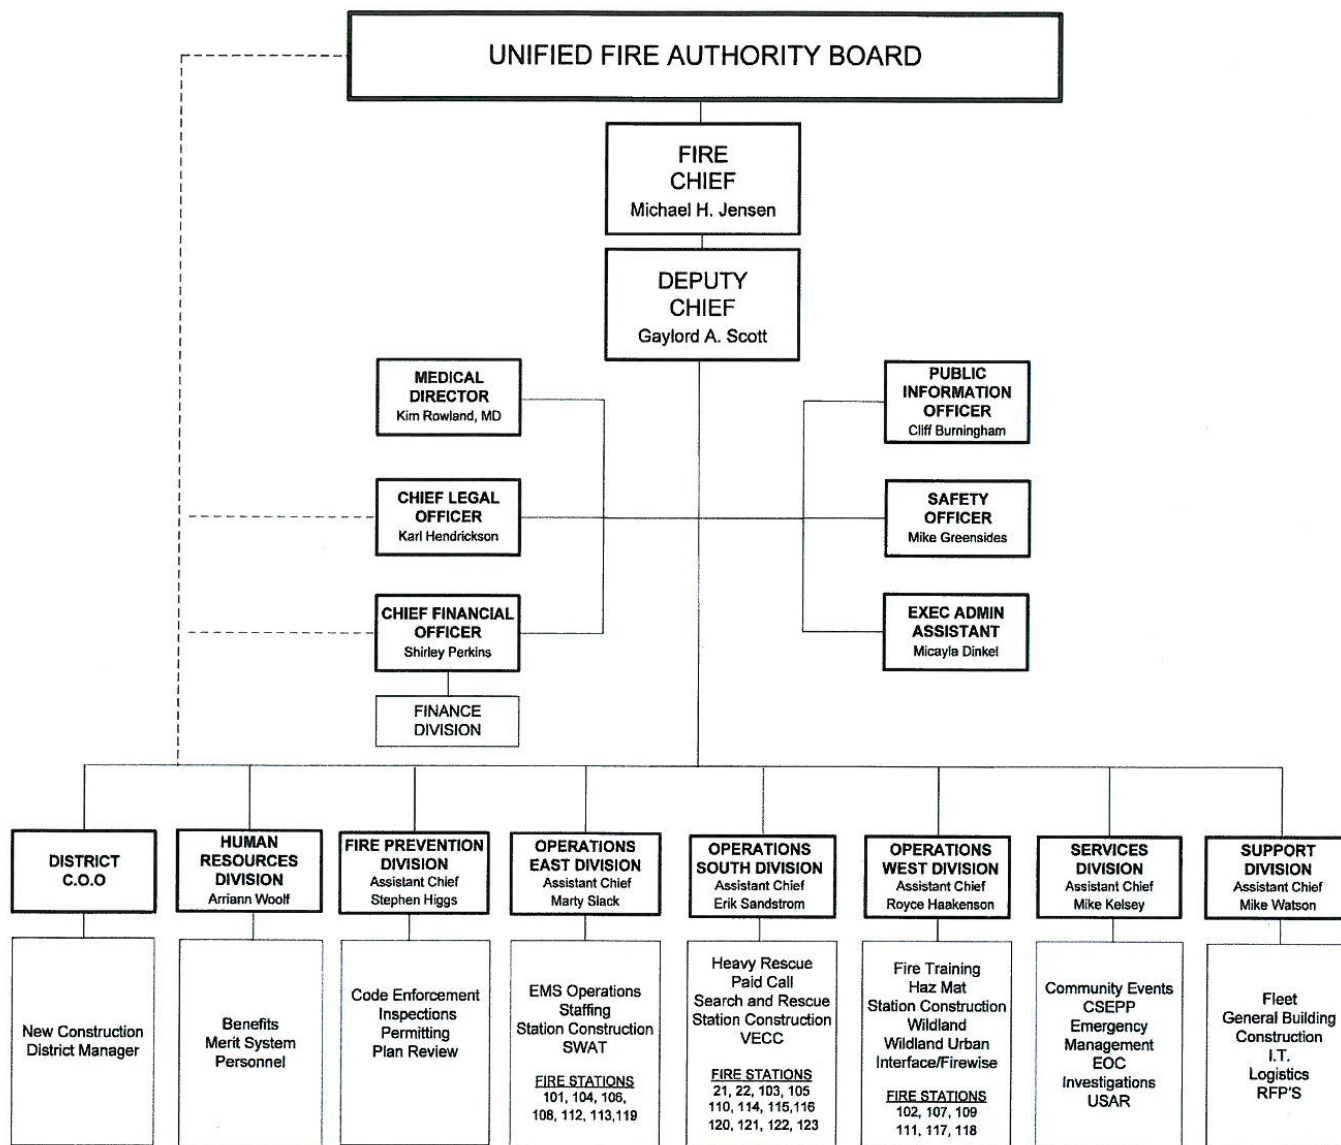 UNIFIED FIRE AUTHORITY BOARD
FIRE
CHIEF
Michael H. Jensen
DEPUTY
CHIEF
Gaylord A. Scott
MEDICAL
DIRECTOR
Kim Rowland, MD
PUBLIC
INFORMATION
OFFICER
Cliff Burningham
CHIEF LEGAL
OFFICER
Karl Hendrickson
SAFETY
OFFICER
Mike Greensides
CHIEF FINANCIAL
OFFICER
Shirley Perkins
EXEC ADMIN
ASSISTANT
Micayla Dinkel
FINANCE
DIVISION
DISTRICT
C.O.O
HUMAN
RESOURCES
DIVISION
Arriann Woolf
FIRE PREVENTION
DIVISION
Assistant Chief
Stephen Higgs
OPERATIONS
EAST DIVISION
Assistant Chief
Marty Slack
OPERATIONS
SOUTH DIVISION
Assistant Chief
Erik Sandstrom
OPERATIONS
WEST DIVISION
Assistant Chief
Royce Haakenson
SERVICES
DIVISION
Assistant Chief
Mike Kelsey
SUPPORT
DIVISION
Assistant Chief
Mike Watson
New Construction
District Manager
Benefits
Merit System
Personnel
Code Enforcement
Inspections
Permitting
Plan Review
EMS Operations
Staffing
Station Construction
SWAT
FIRE STATIONS
101, 104, 106,
108, 112, 113,119
Heavy Rescue
Paid Call
Search and Rescue
Station Construction
VECC
FIRE STATIONS
21, 22, 103, 105
110, 114, 115,116
120, 121, 122, 123
Fire Training
Haz Mat
Station Construction
Wildland
Wildland Urban
Interface/Firewise
FIRE STATIONS
102, 107, 109
111, 117, 118
Community Events
CSEPP
Emergency
Management
EOC
Investigations
USAR
Fleet
General Building
Construction
I.T.
Logistics
RFP'S